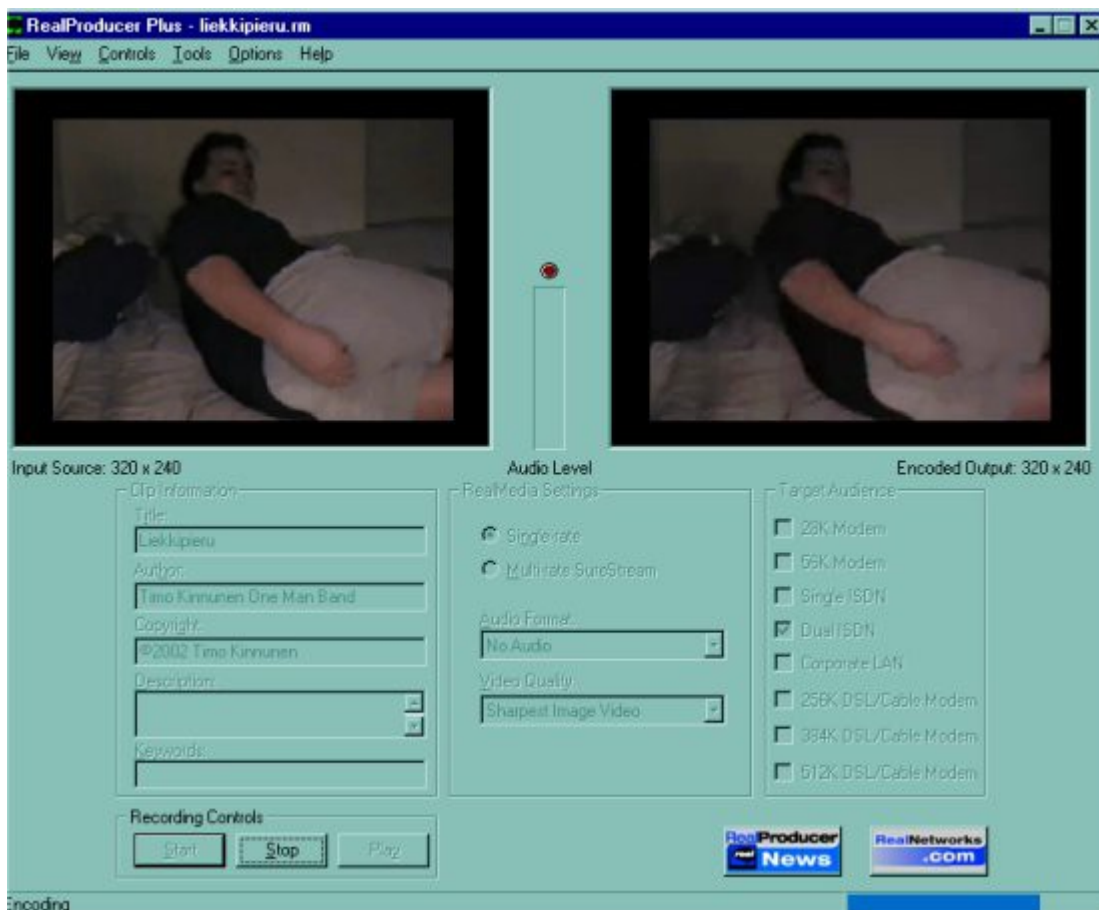 RealProducer Plus - liekkipieru.rm
File View Controls Tools Options Help
Input Source: 320 x 240
Audio Level
Encoded Output: 320 x 240
Clip Information
Title:
Liekkipieru
Author:
Timo Kinnunen One Man Band
Copyright:
©2002 Timo Kinnunen
Description:
Keywords:
RealMedia Settings
Single rate
Multi-rate SureStream
Audio Format:
No Audio
Video Quality:
Sharpest Image Video
Target Audience
28K Modem
56K Modem
Single ISDN
Dual ISDN
Corporate LAN
256K DSL/Cable Modem
384K DSL/Cable Modem
512K DSL/Cable Modem
Recording Controls
Start Stop Play
RealProducer
real News
RealNetworks
.com
Encoding